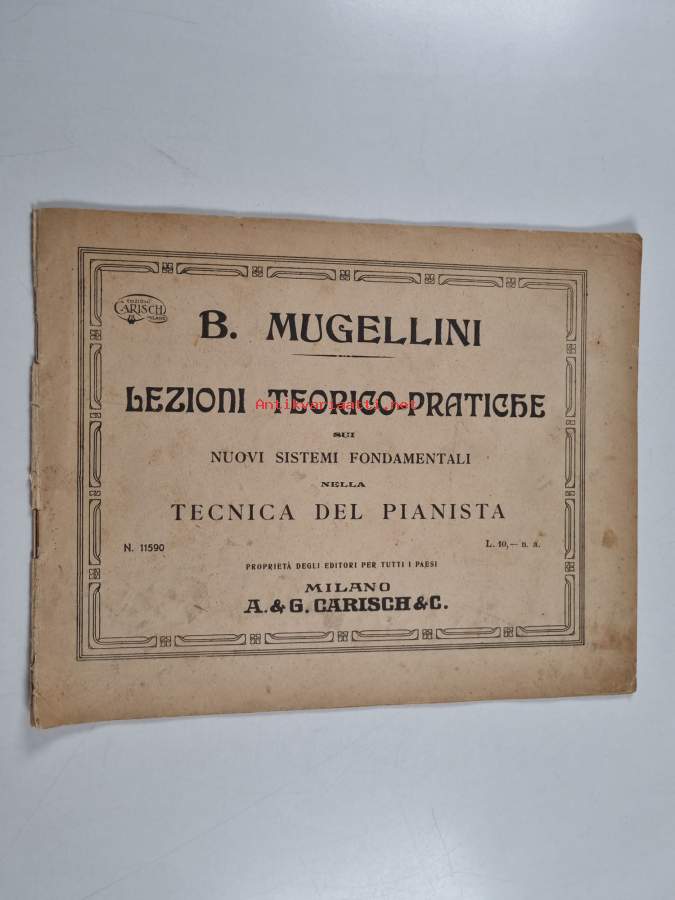 EDIZIONI
CARISCH
MILANO
B. MUGELLINI
LEZIONI TEORICO-PRATICHE
Antikvariaatti.net
SUI
NUOVI SISTEMI FONDAMENTALI
NELLA
TECNICA DEL PIANISTA
N. 11590
L. 10,— n. a.
PROPRIETÀ DEGLI EDITORI PER TUTTI I PAESI
MILANO
A. & G. CARISCH & C.